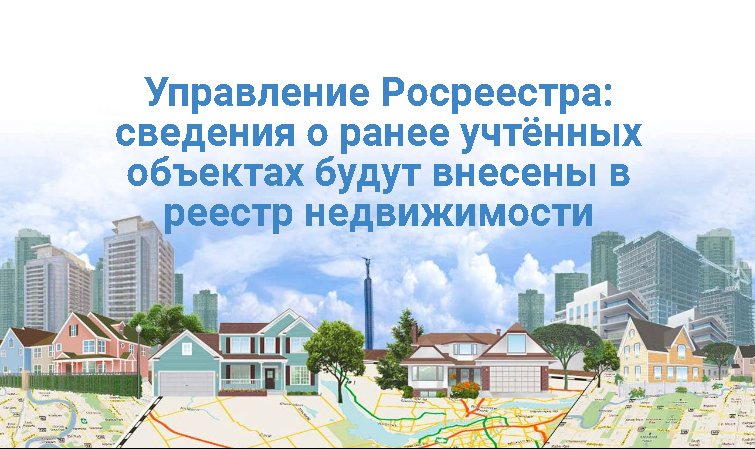 Управление Росреестра:
сведения о ранее учтённых
объектах будут внесены в
реестр недвижимости